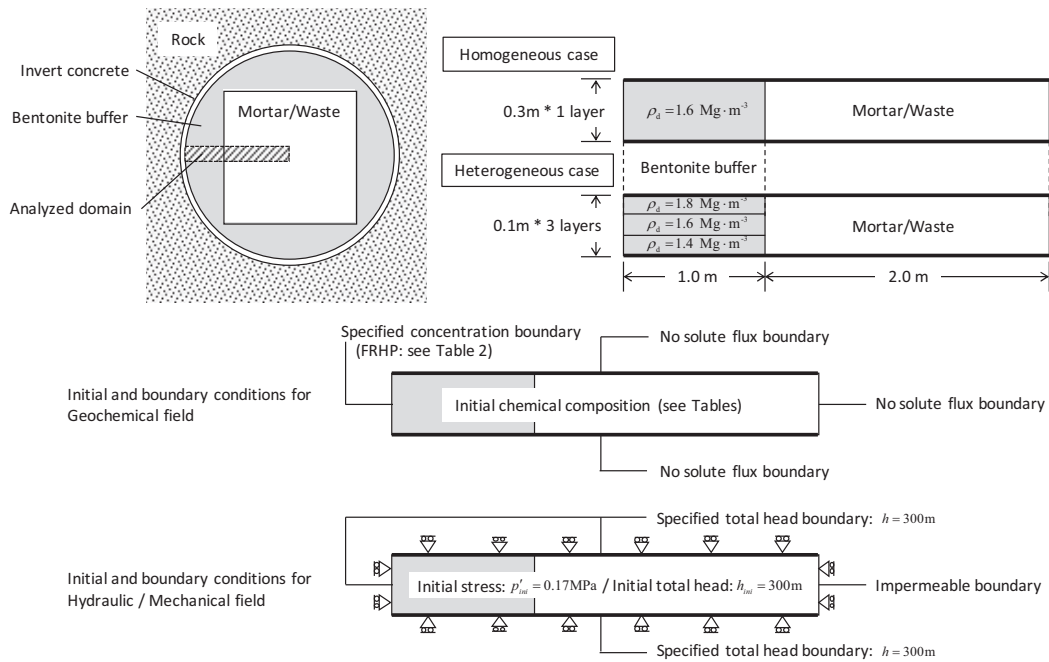 Rock
Invert concrete
Bentonite buffer
Mortar/Waste
Analyzed domain
Homogeneous case
0.3m * 1 layer
ρd = 1.6 Mg·m-3
Mortar/Waste
Bentonite buffer
Heterogeneous case
0.1m * 3 layers
ρd = 1.8 Mg·m-3
ρd = 1.6 Mg·m-3
ρd = 1.4 Mg·m-3
Mortar/Waste
1.0 m
2.0 m
Specified concentration boundary
(FRHP: see Table 2)
No solute flux boundary
Initial and boundary conditions for
Geochemical field
Initial chemical composition (see Tables)
No solute flux boundary
No solute flux boundary
Specified total head boundary: h = 300m
Initial and boundary conditions for
Hydraulic / Mechanical field
Initial stress: p′ini = 0.17MPa / Initial total head: hini = 300m
Impermeable boundary
Specified total head boundary: h = 300m